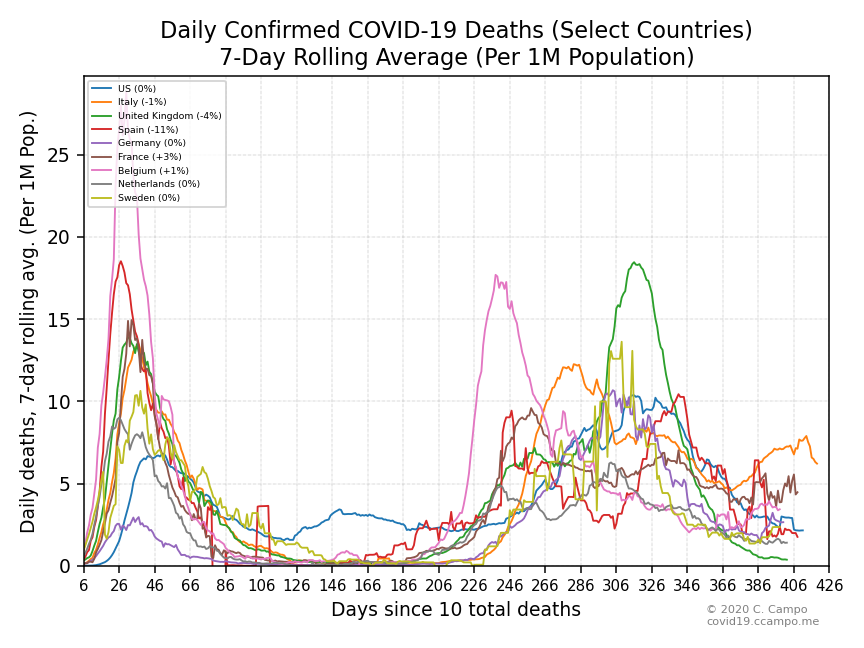 Daily Confirmed COVID-19 Deaths (Select Countries)
7-Day Rolling Average (Per 1M Population)
Daily deaths, 7-day rolling avg. (Per 1M Pop.)
US (0%)
Italy (-1%)
United Kingdom (-4%)
Spain (-11%)
Germany (0%)
France (+3%)
Belgium (+1%)
Netherlands (0%)
Sweden (0%)
25
20
15
10
5
0
6 26 46 66 86 106 126 146 166 186 206 226 246 266 286 306 326 346 366 386 406 426
Days since 10 total deaths
© 2020 C. Campo
covid19.ccampo.me